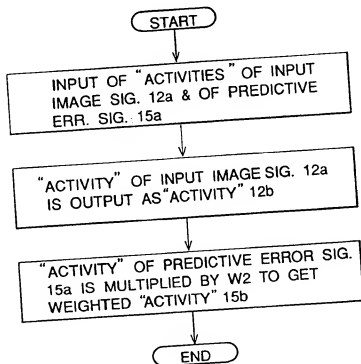 START
INPUT OF "ACTIVITIES" OF INPUT
IMAGE SIG. 12a & OF PREDICTIVE
ERR. SIG. 15a
"ACTIVITY" OF INPUT IMAGE SIG. 12a
IS OUTPUT AS "ACTIVITY" 12b
"ACTIVITY" OF PREDICTIVE ERROR SIG.
15a IS MULTIPLIED BY W2 TO GET
WEIGHTED "ACTIVITY" 15b
END